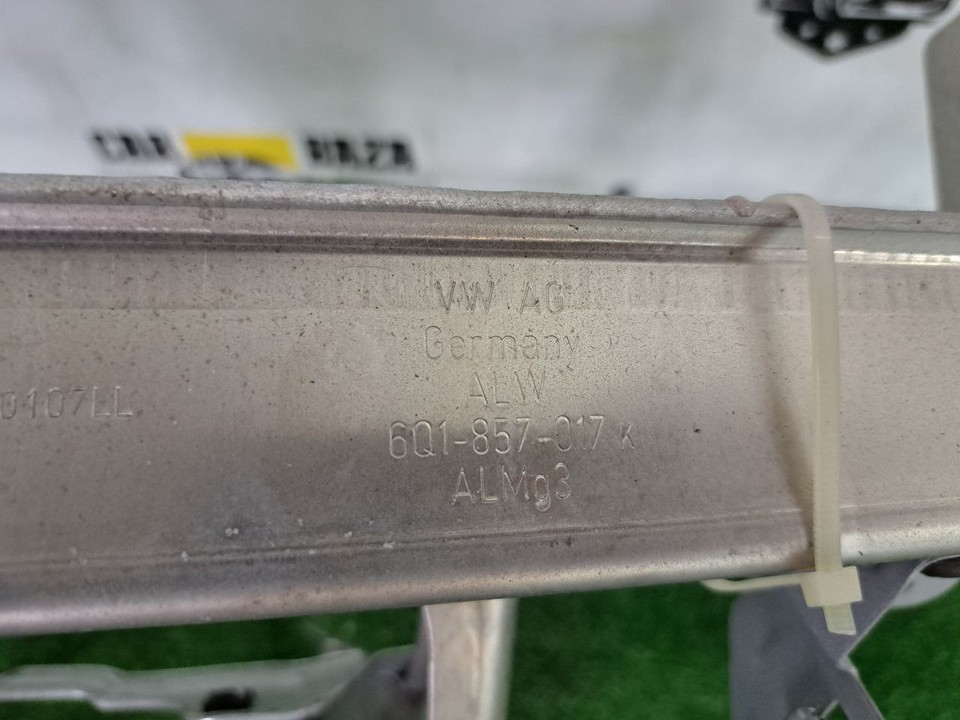 VW AG
Germany
ALW
0107LL
6Q1-857-017 K
ALMg3